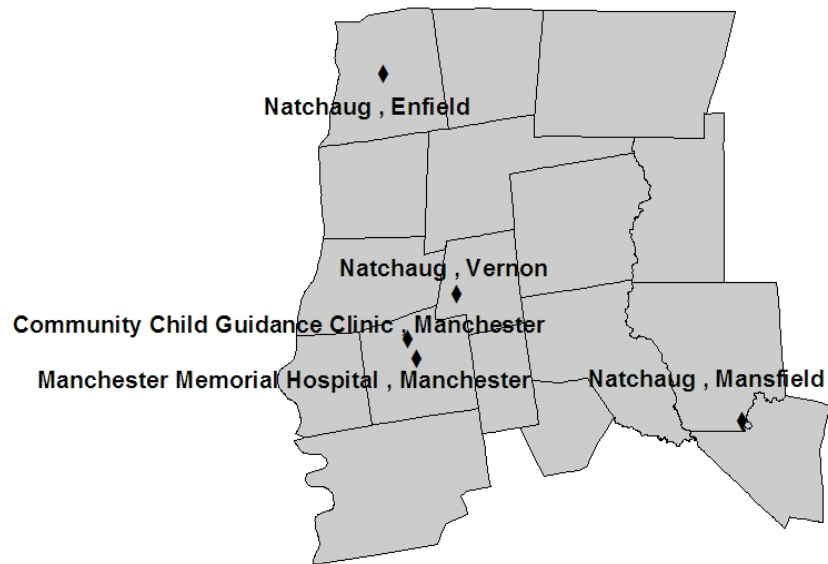 Natchaug , Enfield
Natchaug , Vernon
Community Child Guidance Clinic , Manchester
Manchester Memorial Hospital , Manchester
Natchaug , Mansfield